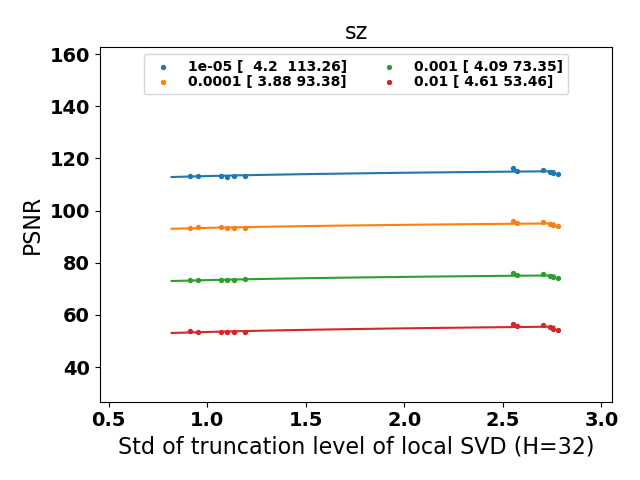 sz
160
1e-05 [  4.2  113.26]
0.0001 [ 3.88 93.38]
0.001 [ 4.09 73.35]
0.01 [ 4.61 53.46]
140
120
100
80
60
40
PSNR
0.5 1.0 1.5 2.0 2.5 3.0
Std of truncation level of local SVD (H=32)